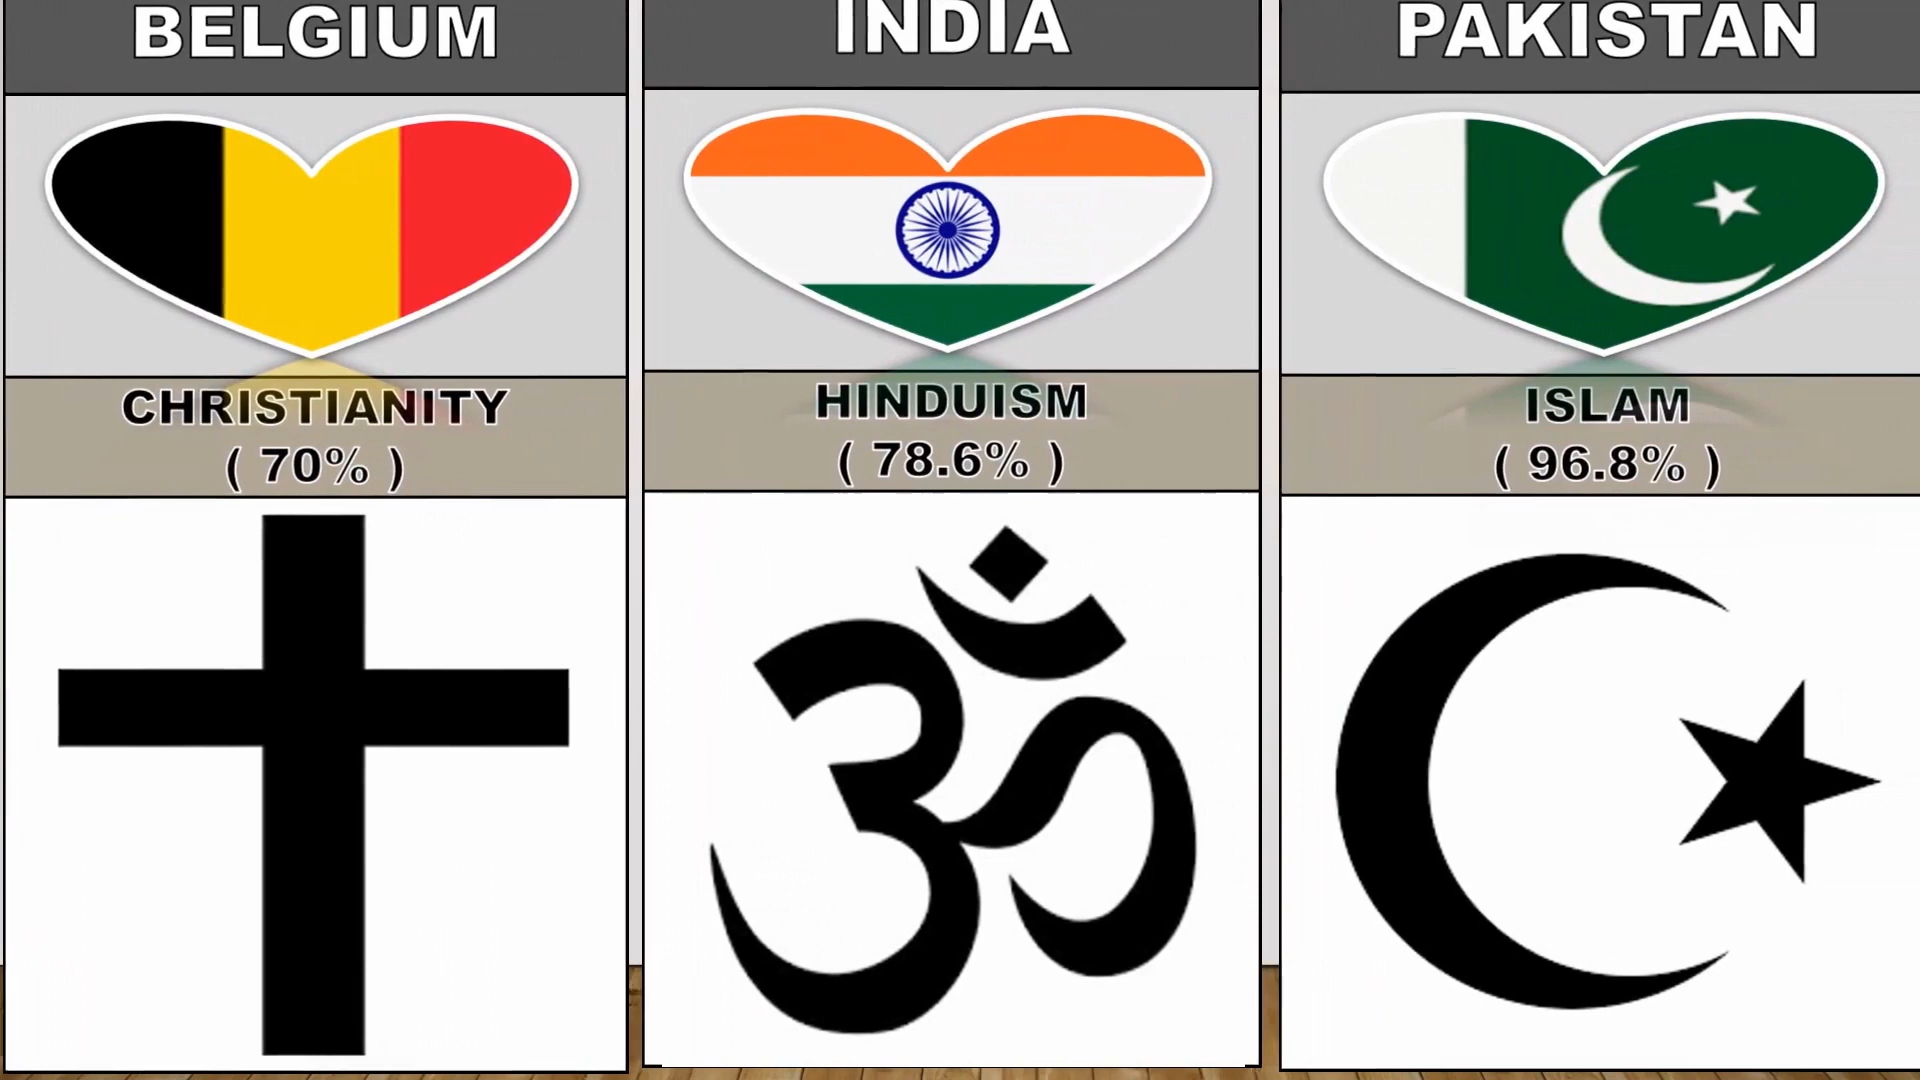 BELGIUM
CHRISTIANITY
( 70% )
INDIA
HINDUISM
( 78.6% )
PAKISTAN
ISLAM
( 96.8% )